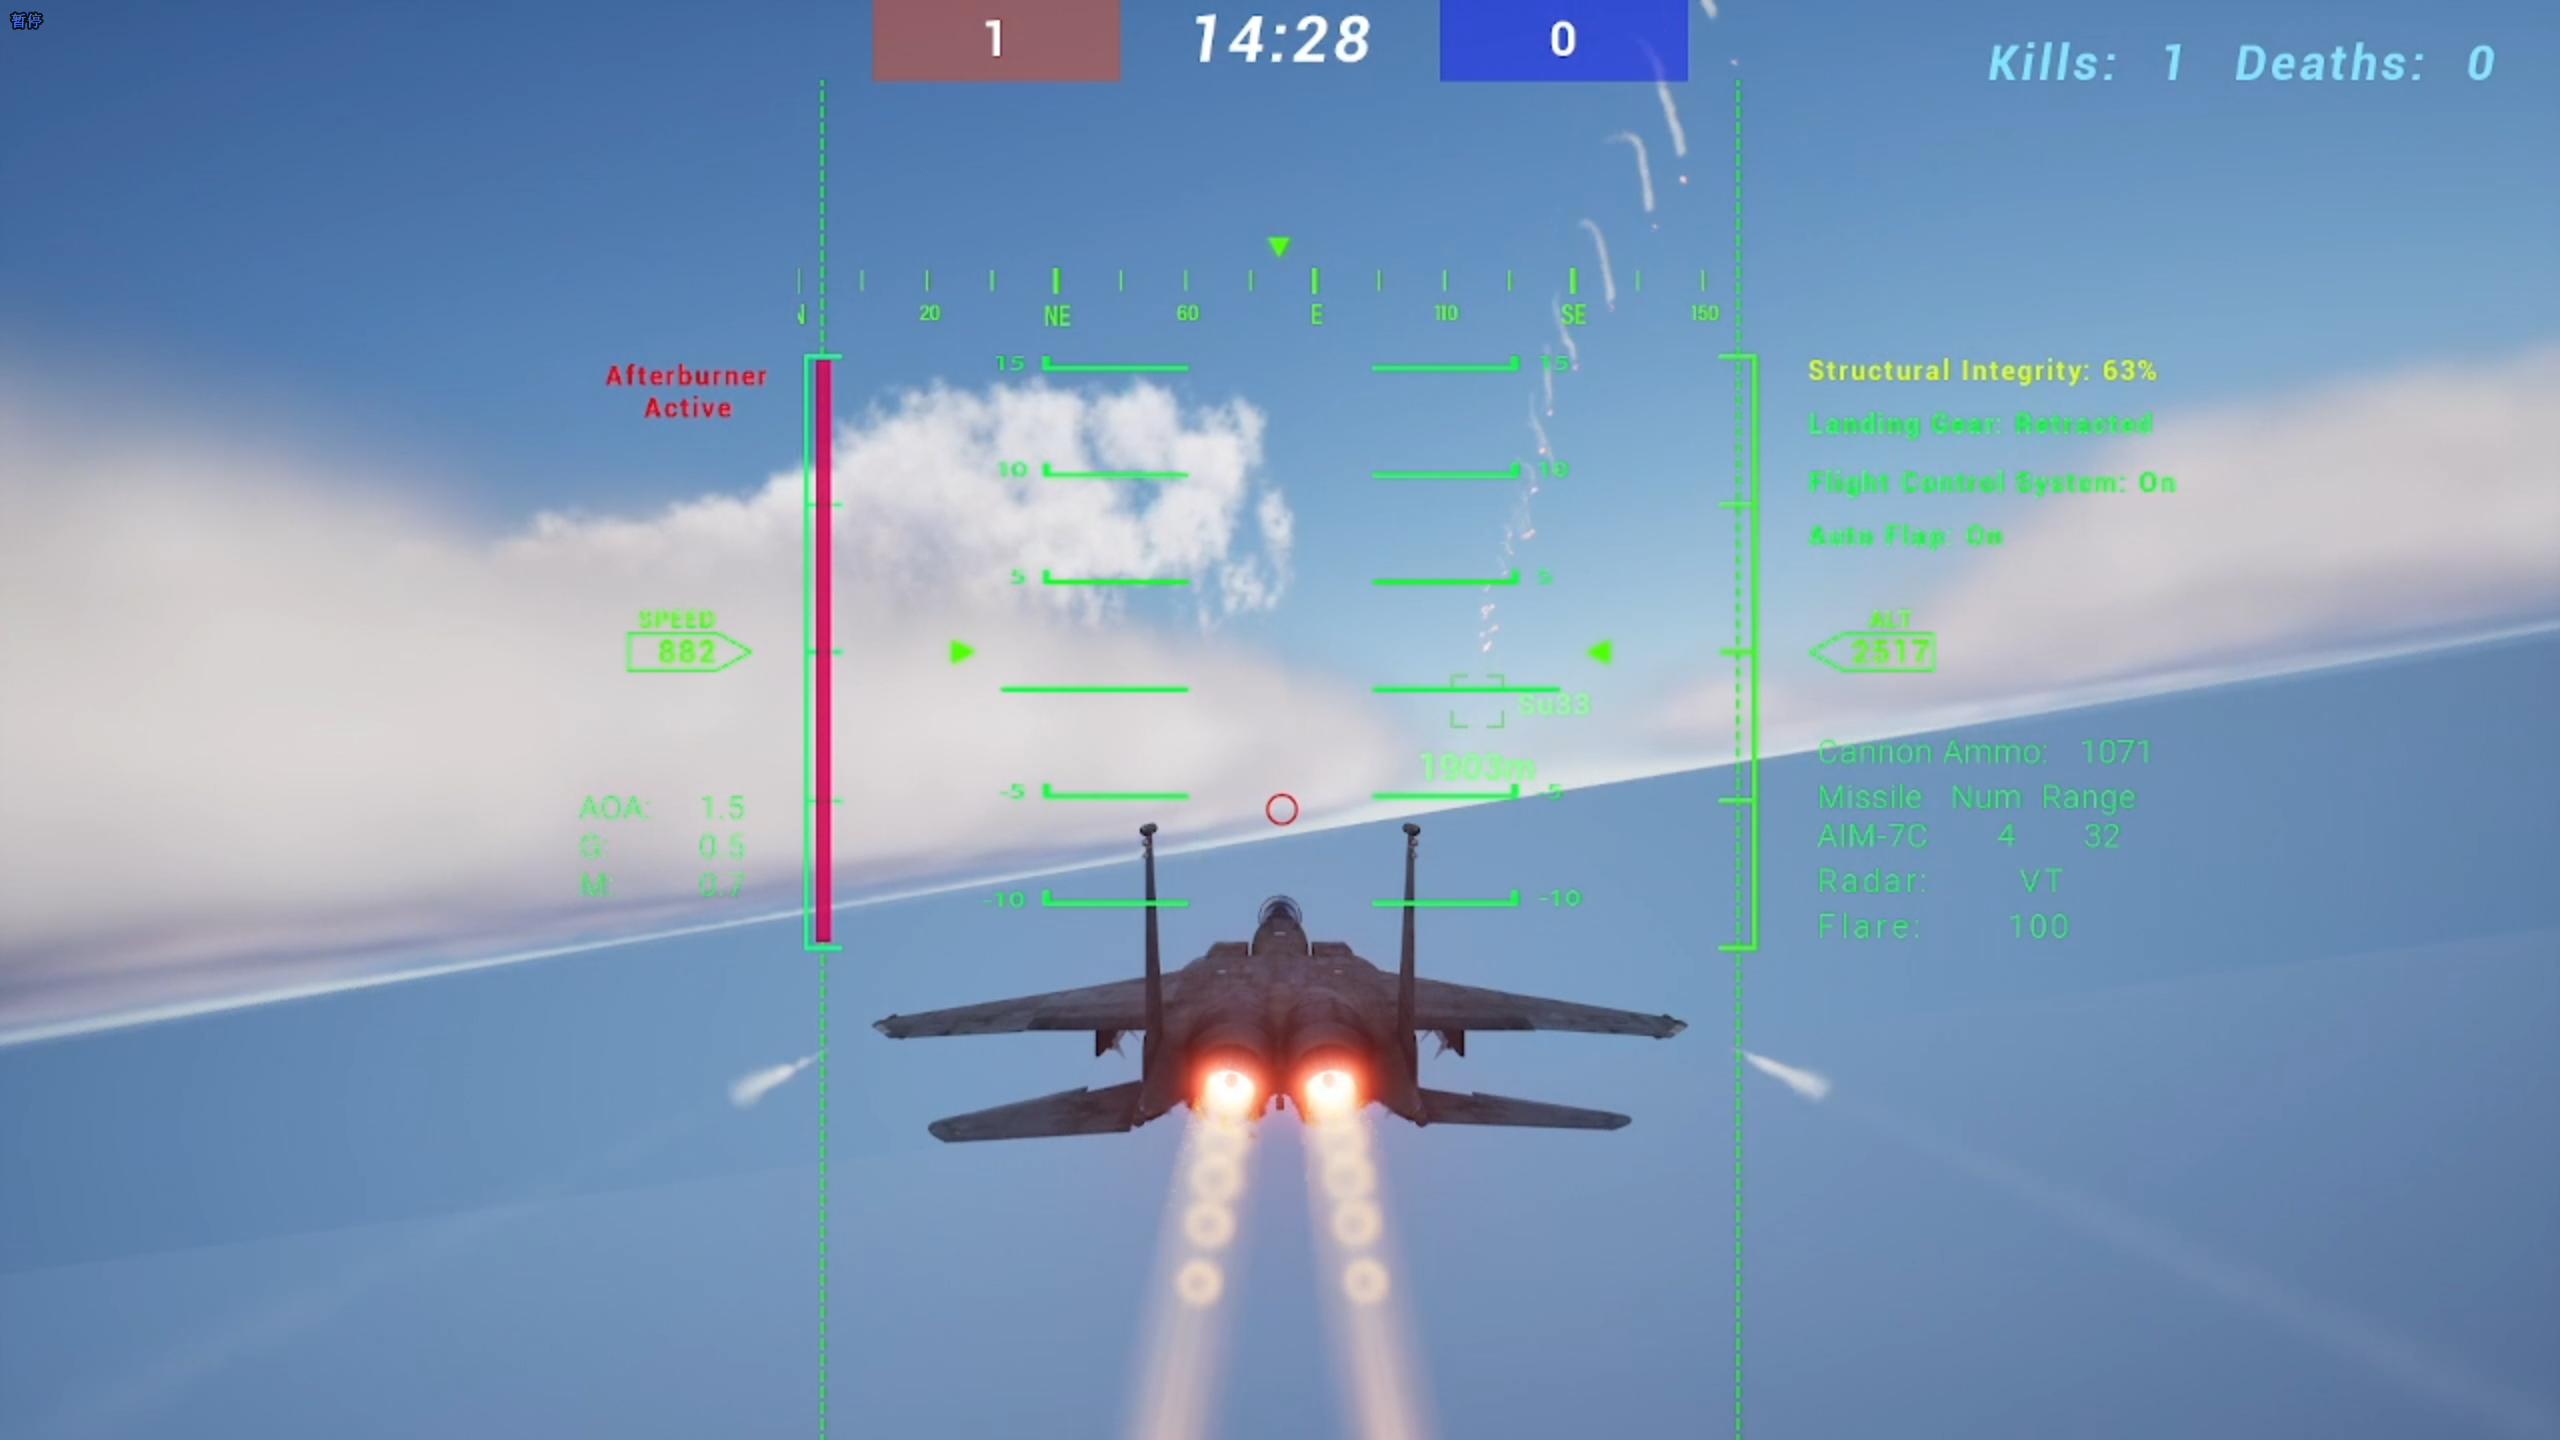 暂停
1 14:28 0
Kills: 1 Deaths: 0
N 20 NE 60 E 110 SE 150
Afterburner
Active
15 15
10 10
5 5
-5 -5
-10 -10
SPEED
882
AOA: 1.5
G: 0.5
M: 0.7
Su33
1903m
Structural Integrity: 63%
Landing Gear: Retracted
Flight Control System: On
Auto Flap: On
ALT
2517
Cannon Ammo: 1071
Missile Num Range
AIM-7C 4 32
Radar: VT
Flare: 100